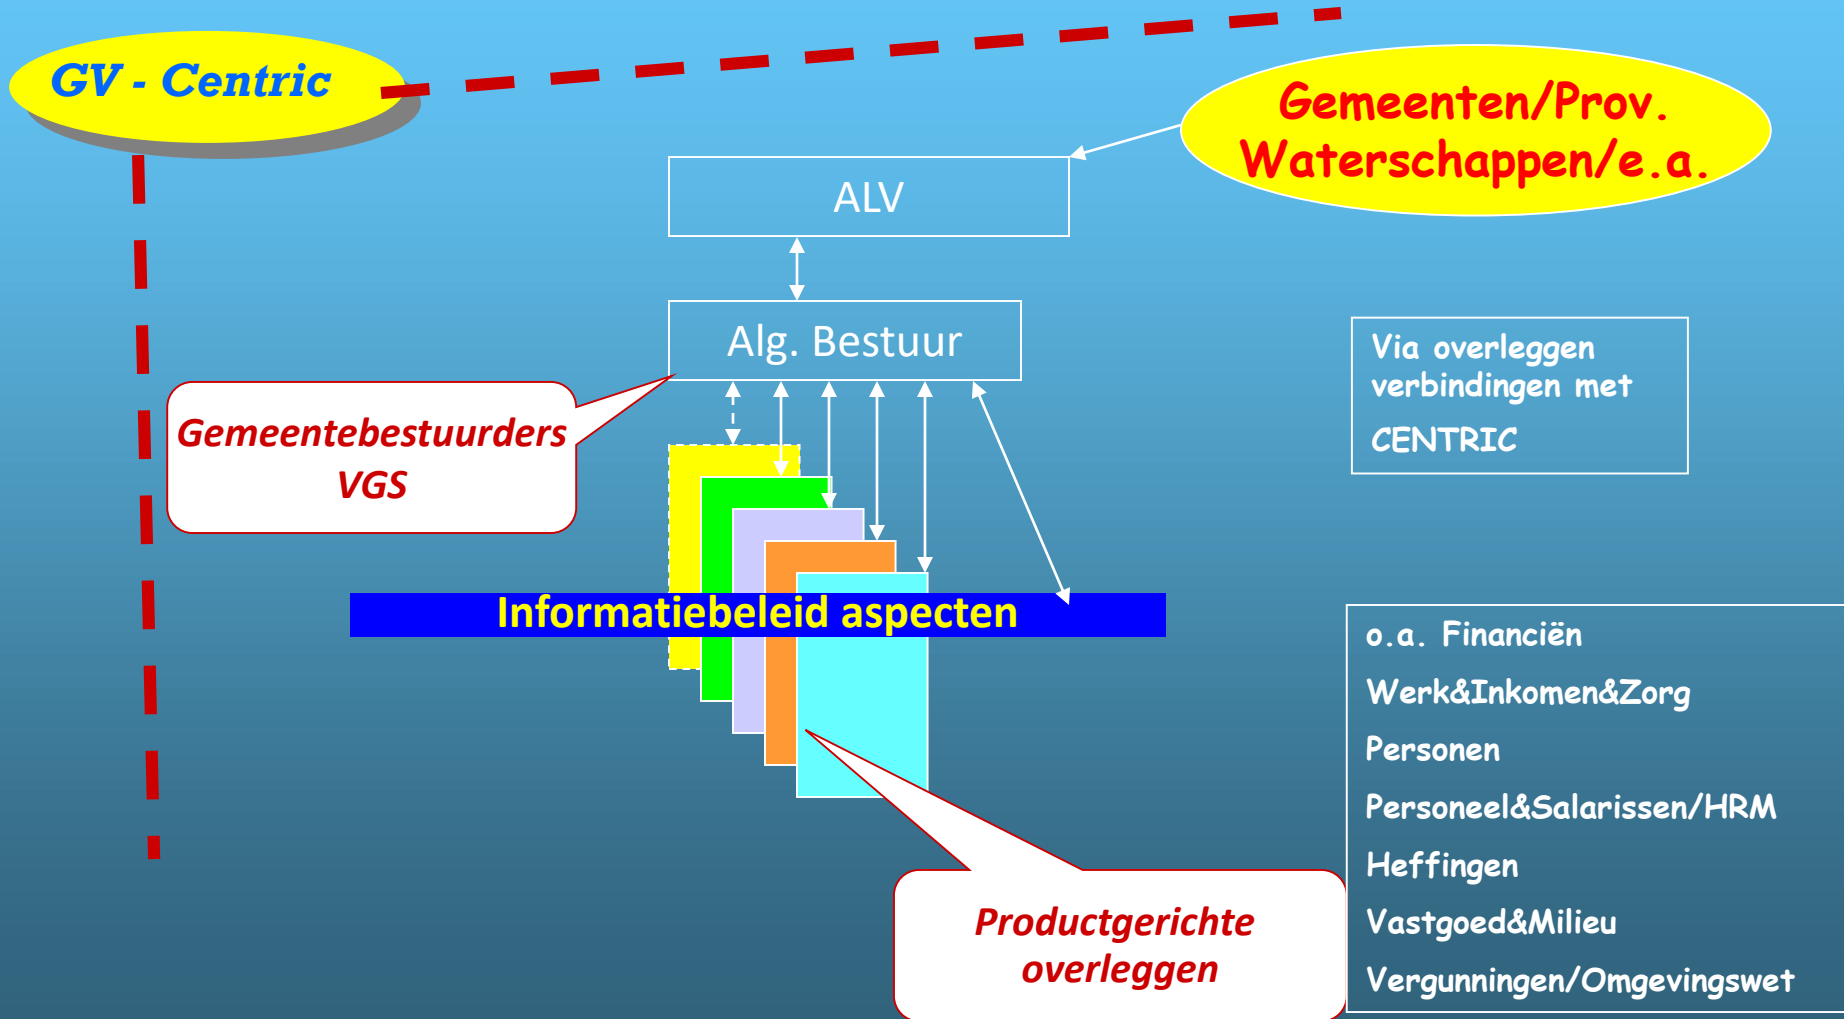 GV - Centric
Gemeenten/Prov.
Waterschappen/e.a.
ALV
Alg. Bestuur
Via overleggen
verbindingen met
CENTRIC
Gemeentebestuurders
VGS
Informatiebeleid aspecten
o.a. Financiën
Werk&Inkomen&Zorg
Personen
Personeel&Salarissen/HRM
Heffingen
Vastgoed&Milieu
Vergunningen/Omgevingswet
Productgerichte
overleggen